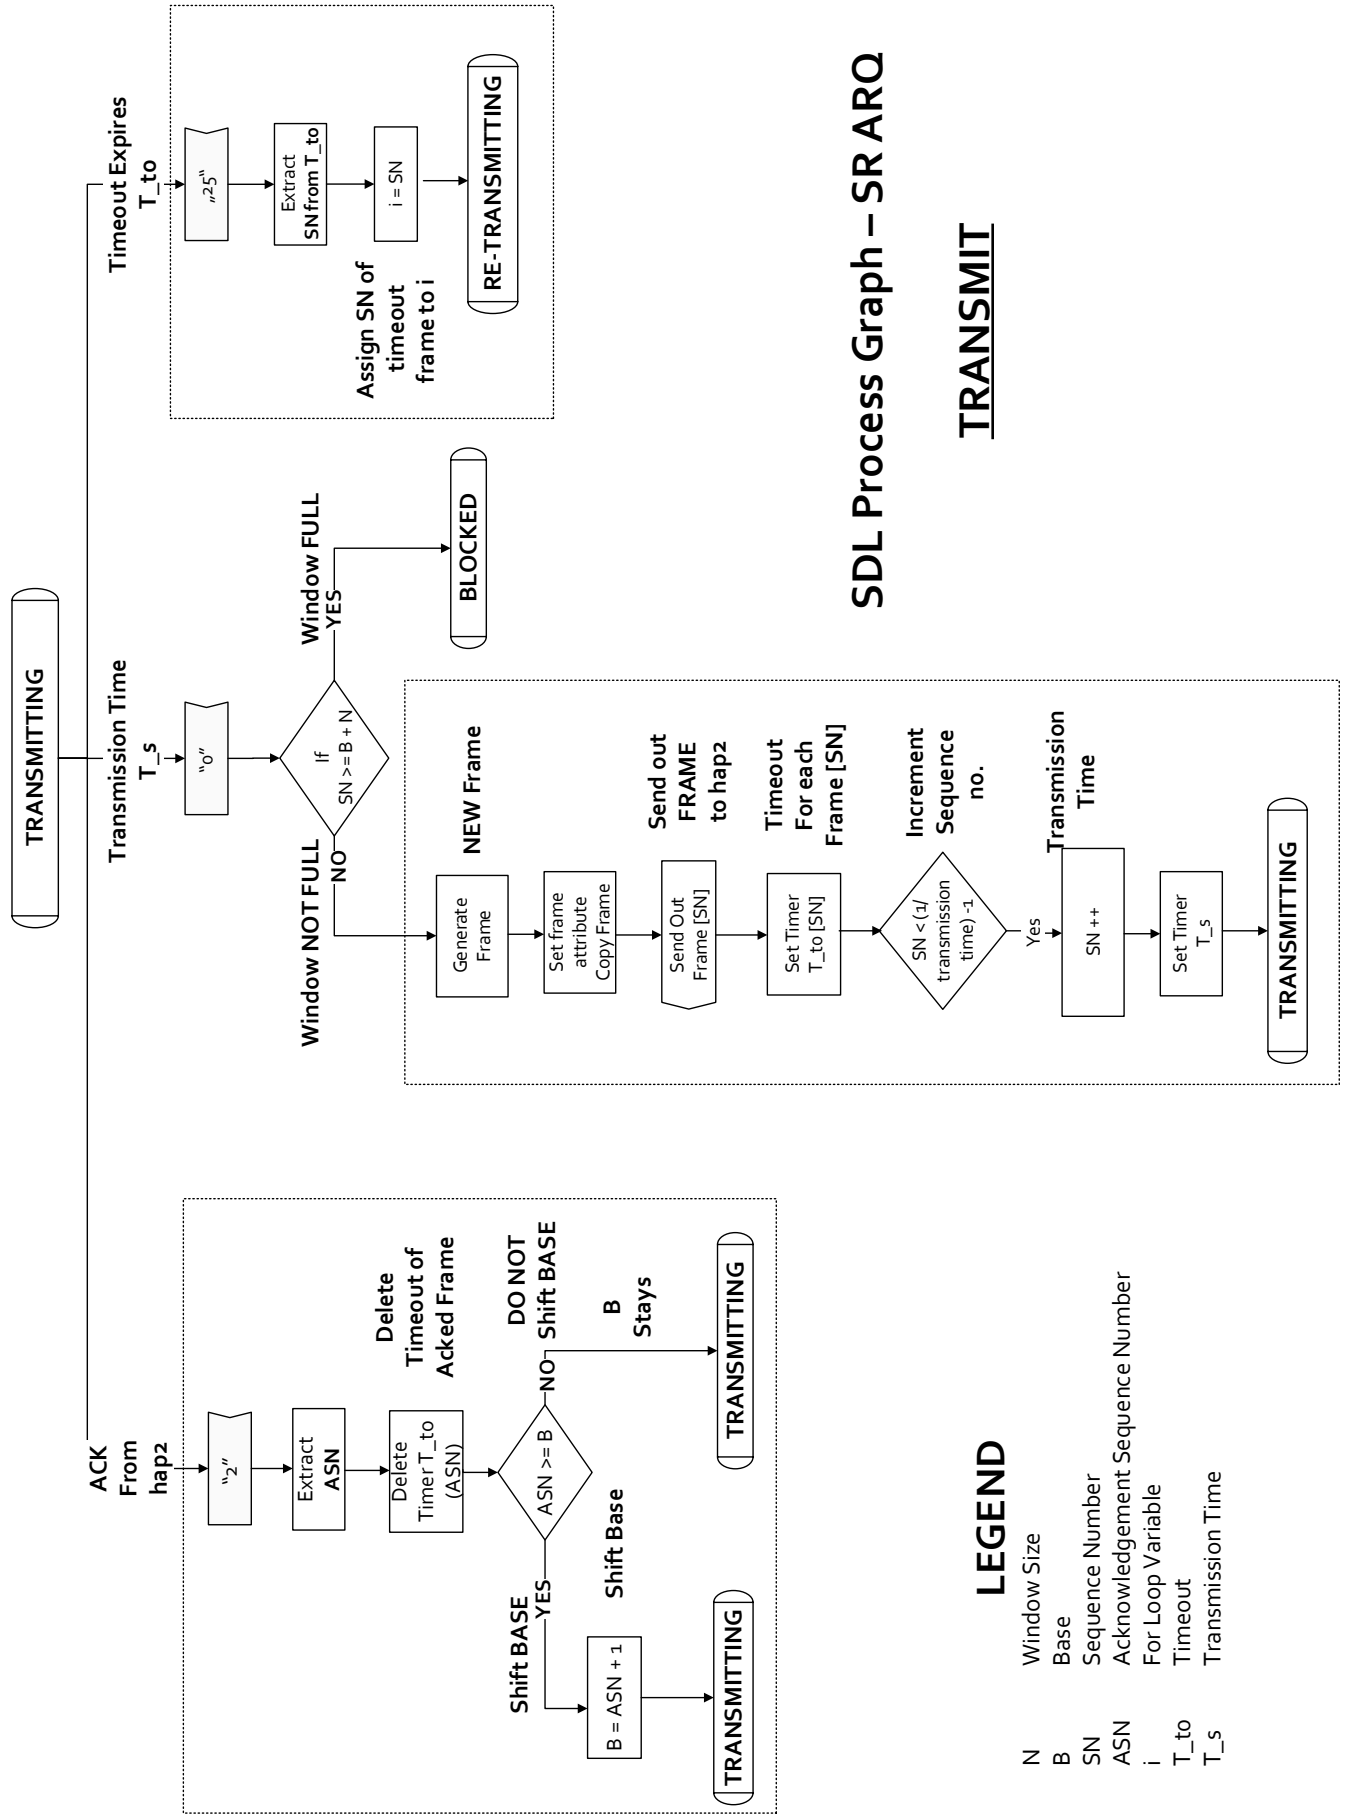 TRANSMITTING
ACK
From
hap2
"2"
Extract
ASN
Delete
Timer T_to
(ASN)
Delete
Timeout of
Acked Frame
ASN >= B
Shift BASE
YES
B = ASN + 1
Shift Base
TRANSMITTING
NO
DO NOT
Shift BASE
B
Stays
TRANSMITTING
Transmission Time
T_s
"0"
If
SN >= B + N
Window NOT FULL
NO
Window FULL
YES
BLOCKED
Generate
Frame
NEW Frame
Set frame
attribute
Copy Frame
Send Out
Frame [SN]
Send out
FRAME
to hap2
Set Timer
T_to [SN]
Timeout
For each
Frame [SN]
SN < (1/
transmission
time) -1
Increment
Sequence
no.
Yes
SN ++
Transmission
Time
Set Timer
T_s
TRANSMITTING
Timeout Expires
T_to
„25“
Extract
SN from T_to
i = SN
Assign SN of
timeout
frame to i
RE-TRANSMITTING
SDL Process Graph – SR ARQ
TRANSMIT
LEGEND
N Window Size
B Base
SN Sequence Number
ASN Acknowledgement Sequence Number
i For Loop Variable
T_to Timeout
T_s Transmission Time